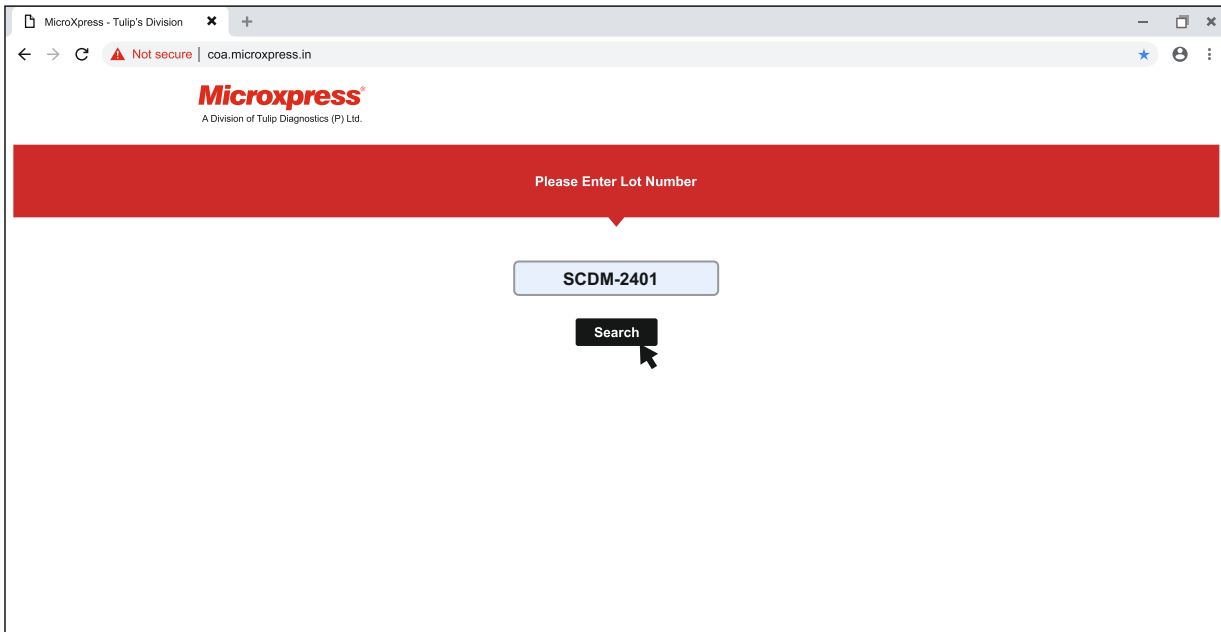 MicroXpress - Tulip's Division
Not secure | coa.microxpress.in
Microxpress®
A Division of Tulip Diagnostics (P) Ltd.
Please Enter Lot Number
SCDM-2401
Search